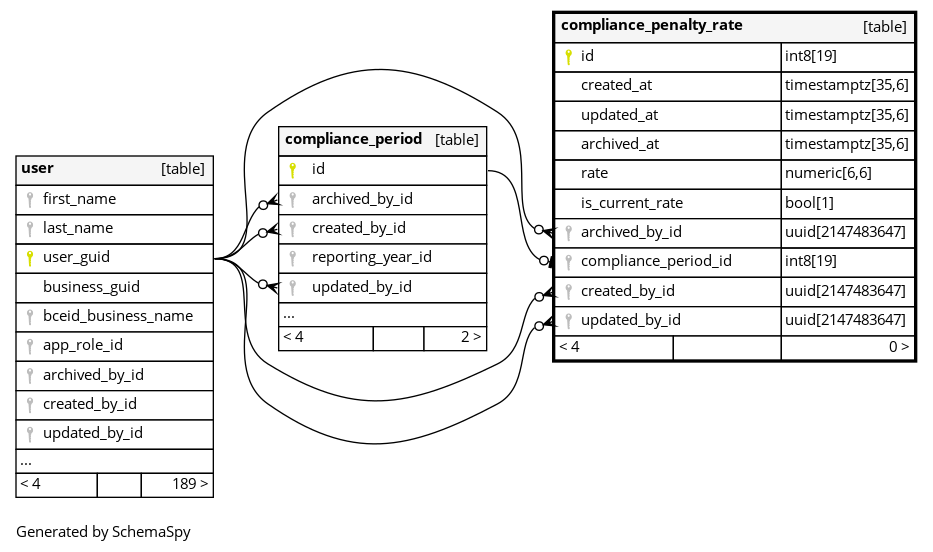 user [table]
first_name
last_name
user_guid
business_guid
bceid_business_name
app_role_id
archived_by_id
created_by_id
updated_by_id
...
< 4 189 >
compliance_period [table]
id
archived_by_id
created_by_id
reporting_year_id
updated_by_id
...
< 4 2 >
compliance_penalty_rate [table]
id int8[19]
created_at timestamptz[35,6]
updated_at timestamptz[35,6]
archived_at timestamptz[35,6]
rate numeric[6,6]
is_current_rate bool[1]
archived_by_id uuid[2147483647]
compliance_period_id int8[19]
created_by_id uuid[2147483647]
updated_by_id uuid[2147483647]
< 4 0 >
Generated by SchemaSpy